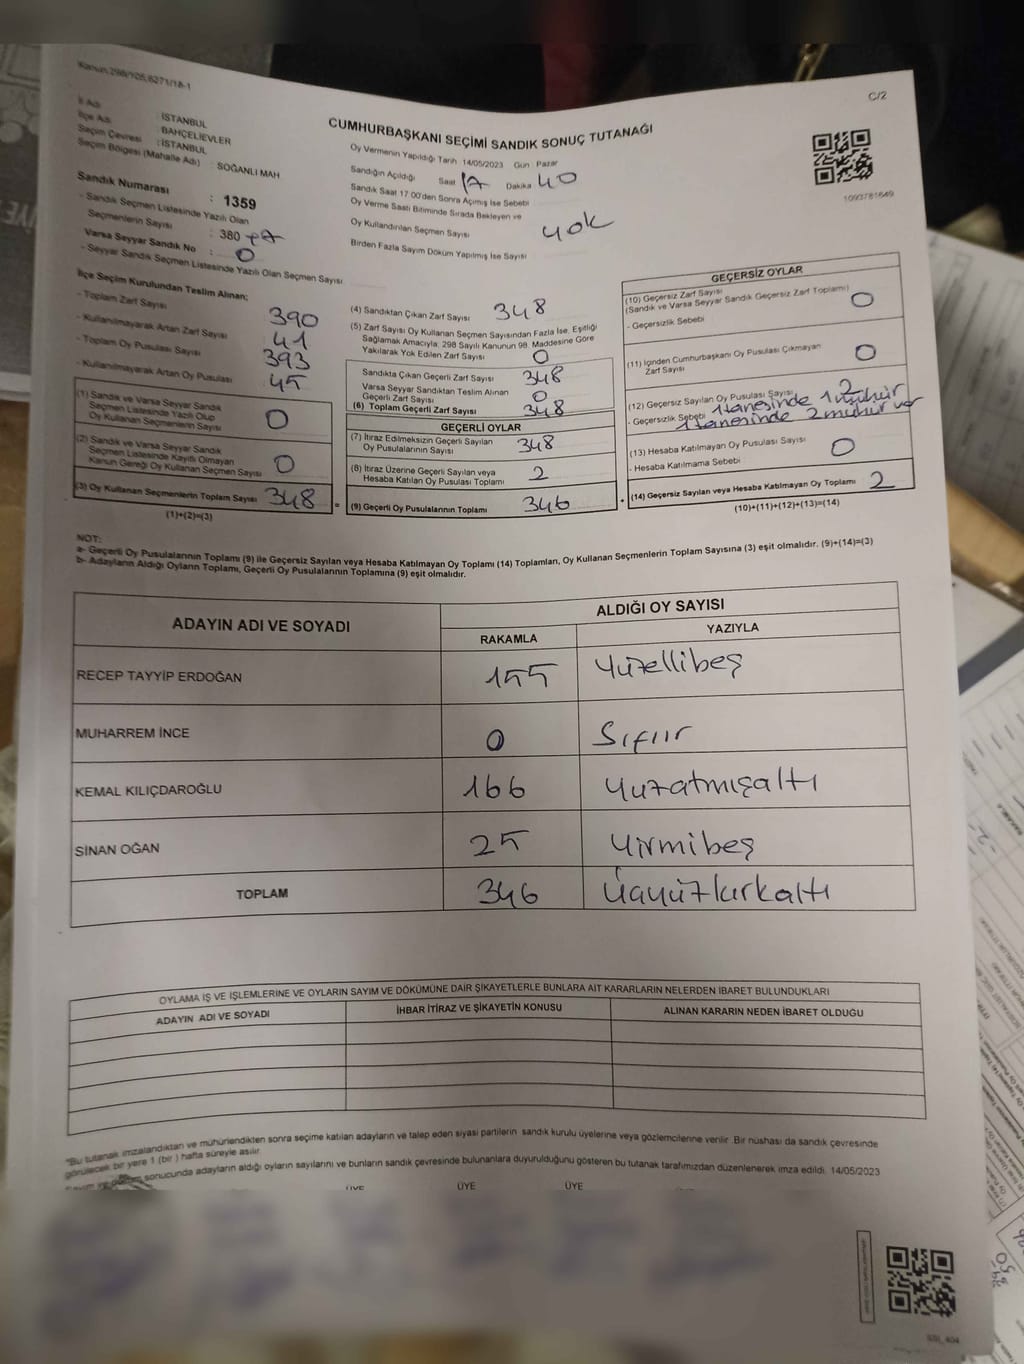 Kanun:298/105,6271/18-1
C/2
CUMHURBAŞKANI SEÇİMİ SANDIK SONUÇ TUTANAĞI
İl Adı : İSTANBUL
İlçe Adı : BAHÇELİEVLER
Seçim Çevresi : İSTANBUL
Seçim Bölgesi (Mahalle Adı) : SOĞANLI MAH
Sandık Numarası : 1359
- Sandık Seçmen Listesinde Yazılı Olan
Seçmenlerin Sayısı : 380
Varsa Seyyar Sandık No : 0
- Seyyar Sandık Seçmen Listesinde Yazılı Olan Seçmen Sayısı
Oy Vermenin Yapıldığı Tarih 14/05/2023 Gün : Pazar
Sandığın Açıldığı Saat 17 Dakika 40
Sandık Saat 17:00'den Sonra Açımış İse Sebebi
Oy Verme Saati Bitiminde Sırada Bekleyen ve
Oy Kullandırılan Seçmen Sayısı yok
Birden Fazla Sayım Döküm Yapılmış İse Sayısı
1093781649
İlçe Seçim Kurulundan Teslim Alınan;
- Toplam Zarf Sayısı 390
- Kullanılmayarak Artan Zarf Sayısı 41
- Toplam Oy Pusulası Sayısı 393
- Kullanılmayarak Artan Oy Pusulası 45
(1) Sandık ve Varsa Seyyar Sandık
Seçmen Listesinde Yazılı Olup
Oy Kullanan Seçmenlerin Sayısı 0
(2) Sandık ve Varsa Seyyar Sandık
Seçmen Listesinde Kayıtlı Olmayan
Kanun Gereği Oy Kullanan Seçmen Sayısı 0
(3) Oy Kullanan Seçmenlerin Toplam Sayısı 348 =
(1)+(2)=(3)
(4) Sandıktan Çıkan Zarf Sayısı 348
(5) Zarf Sayısı Oy Kullanan Seçmen Sayısından Fazla İse, Eşitliği
Sağlamak Amacıyla; 298 Sayılı Kanunun 98. Maddesine Göre
Yakılarak Yok Edilen Zarf Sayısı 0
Sandıkta Çıkan Geçerli Zarf Sayısı 348
Varsa Seyyar Sandıktan Teslim Alınan
Geçerli Zarf Sayısı 0
(6) Toplam Geçerli Zarf Sayısı 348
GEÇERLİ OYLAR
(7) İtiraz Edilmeksizin Geçerli Sayılan
Oy Pusulalarının Sayısı 348
(8) İtiraz Üzerine Geçerli Sayılan veya
Hesaba Katılan Oy Pusulası Toplamı 2
(9) Geçerli Oy Pusulalarının Toplamı 346 +
GEÇERSİZ OYLAR
(10) Geçersiz Zarf Sayısı
(Sandık ve Varsa Seyyar Sandık Geçersiz Zarf Toplamı) 0
- Geçersizlik Sebebi
(11) İçinden Cumhurbaşkanı Oy Pusulası Çıkmayan
Zarf Sayısı 0
(12) Geçersiz Sayılan Oy Pusulası Sayısı 2
- Geçersizlik Sebebi 1 tanesinde 1 mühür
1 tanesinde 2 mühür var
(13) Hesaba Katılmayan Oy Pusulası Sayısı 0
- Hesaba Katılmama Sebebi
(14) Geçersiz Sayılan veya Hesaba Katılmayan Oy Toplamı 2
(10)+(11)+(12)+(13)=(14)
NOT:
a- Geçerli Oy Pusulalarının Toplamı (9) ile Geçersiz Sayılan veya Hesaba Katılmayan Oy Toplamı (14) Toplamları, Oy Kullanan Seçmenlerin Toplam Sayısına (3) eşit olmalıdır. (9)+(14)=(3)
b- Adayların Aldığı Oyların Toplamı, Geçerli Oy Pusulalarının Toplamına (9) eşit olmalıdır.
ADAYIN ADI VE SOYADI
ALDIĞI OY SAYISI
RAKAMLA YAZIYLA
RECEP TAYYİP ERDOĞAN 155 Yüzellibeş
MUHARREM İNCE 0 Sıfıır
KEMAL KILIÇDAROĞLU 166 Yuzatmışaltı
SİNAN OĞAN 25 Yirmibeş
TOPLAM 346 Üçyüzkırkaltı
OYLAMA İŞ VE İŞLEMLERINE VE OYLARIN SAYIM VE DÖKÜMÜNE DAİR ŞİKAYETLERLE BUNLARA AİT KARARLARIN NELERDEN İBARET BULUNDUKLARI
ADAYIN ADI VE SOYADI İHBAR İTİRAZ VE ŞİKAYETİN KONUSU ALINAN KARARIN NEDEN İBARET OLDUĞU
"Bu tutanak imzalandıktan ve mühürlendikten sonra seçime katılan adayların ve talep eden siyasi partilerin sandık kurulu üyelerine veya gözlemcilerine verilir. Bir nüshası da sandık çevresinde
görülecek bir yere 1 (bir ) hafta süreyle asılır.
sonucunda adayların aldığı oyların sayılarını ve bunların sandık çevresinde bulunanlara duyurulduğunu gösteren bu tutanak tarafımızdan düzenlenerek imza edildi. 14/05/2023
ÜYE ÜYE ÜYE